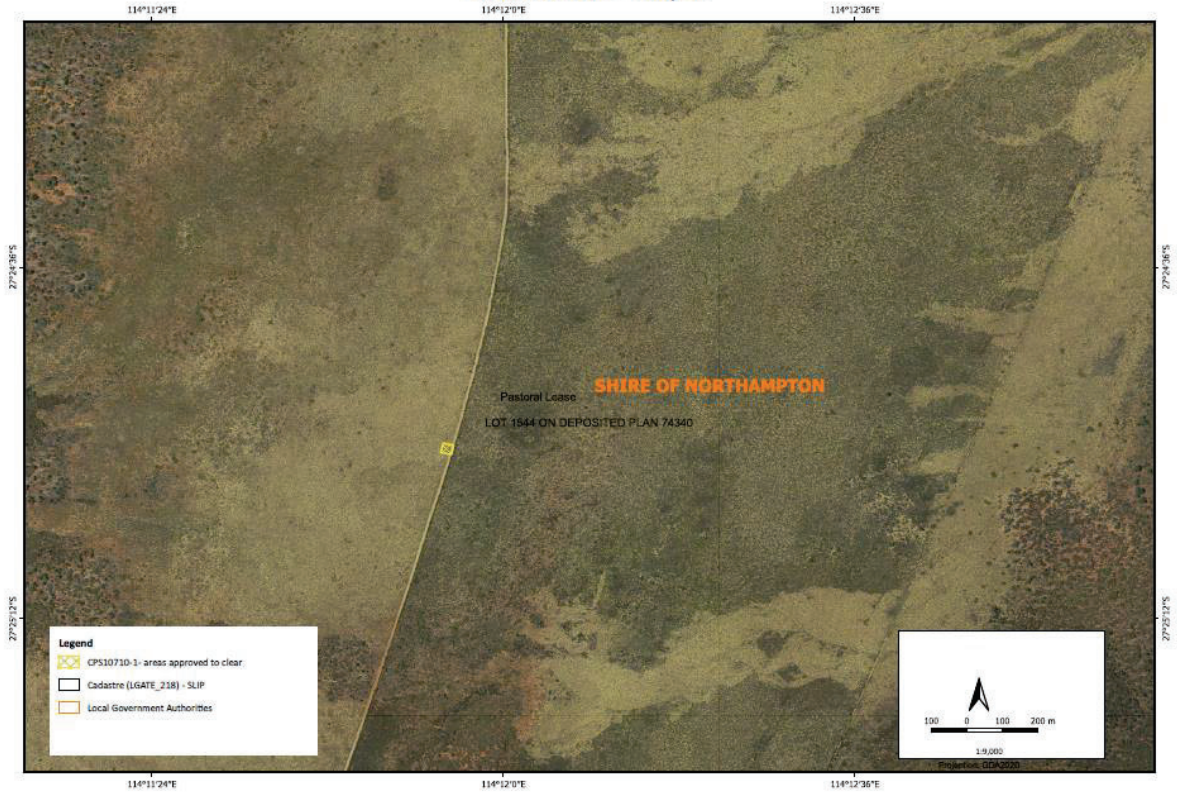 114°11'24"E
114°12'0"E
114°12'36"E
27°24'36"S
27°24'36"S
SHIRE OF NORTHAMPTON
Pastoral Lease
LOT 1544 ON DEPOSITED PLAN 74340
27°25'12"S
27°25'12"S
Legend
CPS10710-1- areas approved to clear
Cadastre (LGATE_218) - SLIP
Local Government Authorities
100 0 100 200 m
1:9,000
Projection: GDA2020
114°11'24"E
114°12'0"E
114°12'36"E